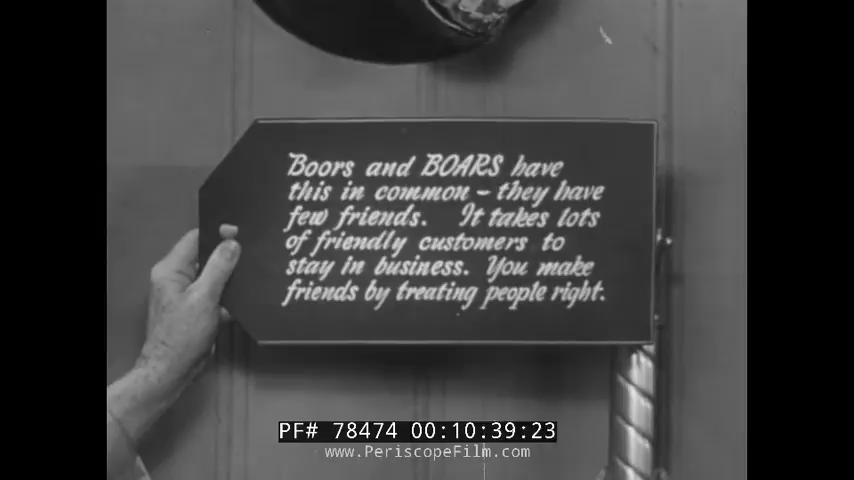 Boors and BOARS have
this in common - they have
few friends. It takes lots
of friendly customers to
stay in business. You make
friends by treating people right.
PF# 78474 00:10:39:23
www.PeriscopeFilm.com